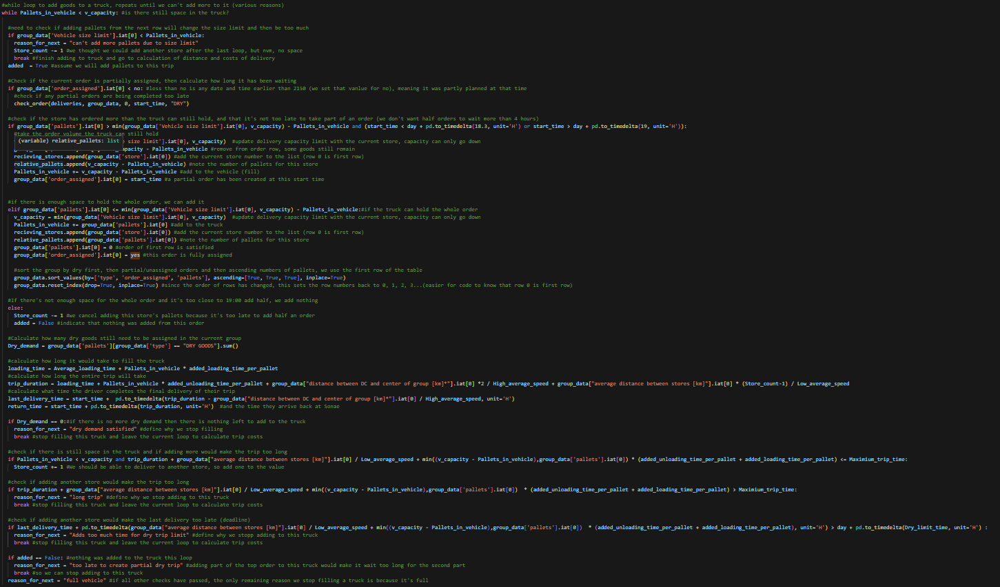 #while loop to add goods to a truck, repeats until we can't add more to it (various reasons)
while Pallets_in_vehicle < v_capacity: #is there still space in the truck?
#need to check if adding pallets from the next row will change the size limit and then be too much
if group_data['Vehicle size limit'].iat[0] < Pallets_in_vehicle:
reason_for_next = "can't add more pallets due to size limit"
Store_count -= 1 #we thought we could add another store after the last loop, but nvm, no space
break #finish adding to truck and go to calculation of distance and costs of delivery
added  = True #assume we will add pallets to this trip
#Check if the current order is partially assigned, then calculate how long it has been waiting
if group_data['order_assigned'].iat[0] < no: #less than no is any date and time earlier than 2150 (we set that vanlue for no), meaning it was partly planned at that time
#check if any partial orders are being completed too late
check_order(deliveries, group_data, 0, start_time, "DRY")
#check if the store has ordered more than the truck can still hold, and that it's not too late to take part of an order (we don't want half orders to wait more than 4 hours)
if group_data['pallets'].iat[0] > min(group_data['Vehicle size limit'].iat[0], v_capacity) - Pallets_in_vehicle and (start_time < day + pd.to_timedelta(18.3, unit='H') or start_time > day + pd.to_timedelta(19, unit='H')):
#take the order volume the truck can still hold
(variable) relative_pallets: list
size limit'].iat[0], v_capacity)  #update delivery capacity limit with the current store, capacity can only go down
pacity - Pallets_in_vehicle #remove from order row, some goods still remain
recieving_stores.append(group_data['store'].iat[0]) #add the current store number to the list (row 0 is first row)
relative_pallets.append(v_capacity - Pallets_in_vehicle) #note the number of pallets for this store
Pallets_in_vehicle += v_capacity - Pallets_in_vehicle #add to the vehicle (fill)
group_data['order_assigned'].iat[0] = start_time #a partial order has been created at this start time
#if there is enough space to hold the whole order, we can add it
elif group_data['pallets'].iat[0] <= min(group_data['Vehicle size limit'].iat[0], v_capacity) - Pallets_in_vehicle:#if the truck can hold the whole order
v_capacity = min(group_data['Vehicle size limit'].iat[0], v_capacity)  #update delivery capacity limit with the current store, capacity can only go down
Pallets_in_vehicle += group_data['pallets'].iat[0] #add to the truck
recieving_stores.append(group_data['store'].iat[0]) #add the current store number to the list (row 0 is first row)
relative_pallets.append(group_data['pallets'].iat[0]) #note the number of pallets for this store
group_data['pallets'].iat[0] = 0 #order of first row is satisfied
group_data['order_assigned'].iat[0] = yes #this order is fully assigned
#sort the group by dry first, then partial/unassigned orders and then ascending numbers of pallets, we use the first row of the table
group_data.sort_values(by=['type', 'order_assigned', 'pallets'], ascending=[True, True, True], inplace=True)
group_data.reset_index(drop=True, inplace=True) #since the order of rows has changed, this sets the row numbers back to 0, 1, 2, 3...(easier for code to know that row 0 is first row)
#If there's not enough space for the whole order and it's too close to 19:00 add half, we add nothing
else:
Store_count -= 1 #we cancel adding this store's pallets because it's too late to add half an order
added = False #indicate that nothing was added from this order
#Calculate how many dry goods still need to be assigned in the current group
Dry_demand = group_data['pallets'][group_data['type'] == "DRY GOODS"].sum()
#calculate how long it would take to fill the truck
loading_time = Average_loading_time + Pallets_in_vehicle * added_loading_time_per_pallet
#calculate how long the entire trip will take
trip_duration = loading_time + Pallets_in_vehicle * added_unloading_time_per_pallet + group_data["distance between DC and center of group [km]*"].iat[0] *2 / High_average_speed + group_data["average distance between stores [km]"].iat[0] * (Store_count-1) / Low_average_speed
#calculate what time the driver completes the final delivery of their trip
last_delivery_time = start_time +  pd.to_timedelta(trip_duration - group_data["distance between DC and center of group [km]*"].iat[0] / High_average_speed, unit='H')
return_time = start_time + pd.to_timedelta(trip_duration, unit='H')  #and the time they arrive back at Sonae
if Dry_demand == 0:#if there is no more dry demand then there is nothing left to add to the truck
reason_for_next = "dry demand satisfied" #define why we stop filling
break #stop filling this truck and leave the current loop to calculate trip costs
#check if there is still space in the truck and if adding more would make the trip too long
if Pallets_in_vehicle < v_capacity and trip_duration + group_data["average distance between stores [km]"].iat[0] / Low_average_speed + min((v_capacity - Pallets_in_vehicle),group_data['pallets'].iat[0]) * (added_unloading_time_per_pallet + added_loading_time_per_pallet) <= Maximium_trip_time:
Store_count += 1 #We should be able to deliver to another store, so add one to the value
#check if adding another store would make the trip too long
if trip_duration + group_data["average distance between stores [km]"].iat[0] / Low_average_speed + min((v_capacity - Pallets_in_vehicle),group_data['pallets'].iat[0])  * (added_unloading_time_per_pallet + added_loading_time_per_pallet) > Maximium_trip_time:
reason_for_next = "long trip" #define why we stop adding to this truck
break #stop filling this truck and leave the current loop to calculate trip costs
#check if adding another store would make the last delivery too late (deadline)
if last_delivery_time + pd.to_timedelta(group_data["average distance between stores [km]"].iat[0] / Low_average_speed + min((v_capacity - Pallets_in_vehicle),group_data['pallets'].iat[0])  * (added_unloading_time_per_pallet + added_loading_time_per_pallet), unit='H') > day + pd.to_timedelta(Dry_limit_time, unit='H') :
reason_for_next = "Adds too much time for dry trip limit" #define why we stopp adding to this truck
break #stop filling this truck and leave the current loop to calculate trip costs
if added == False: #nothing was added to the truck this loop
reason_for_next = "too late to create partial dry trip" #adding part of the top order to this truck would make it wait too long for the second part
break #so we can stop adding to this truck
reason_for_next = "full vehicle" #if all other checks have passed, the only remaining reason we stop filling a truck is because it's full